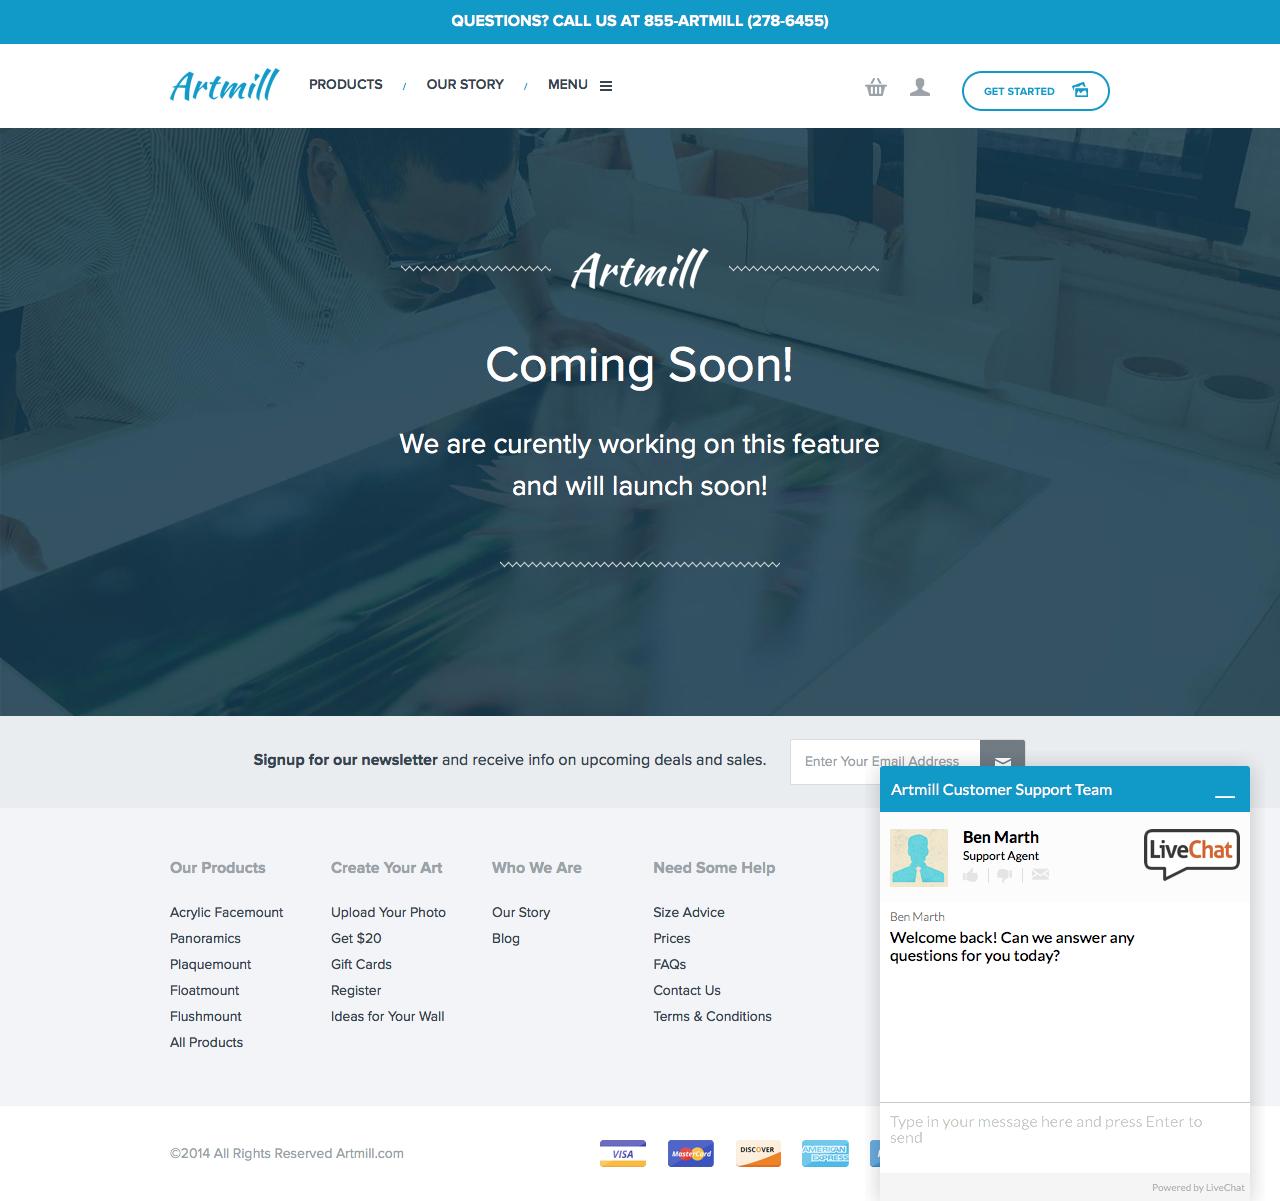 QUESTIONS? CALL US AT 855-ARTMILL (278-6455)
Artmill
PRODUCTS / OUR STORY / MENU
GET STARTED
Artmill
Coming Soon!
We are curently working on this feature
and will launch soon!
Signup for our newsletter and receive info on upcoming deals and sales.
Enter Your Email Address
Our Products
Acrylic Facemount
Panoramics
Plaquemount
Floatmount
Flushmount
All Products
Create Your Art
Upload Your Photo
Get $20
Gift Cards
Register
Ideas for Your Wall
Who We Are
Our Story
Blog
Need Some Help
Size Advice
Prices
FAQs
Contact Us
Terms & Conditions
Artmill Customer Support Team
Ben Marth
Support Agent
LiveChat
Ben Marth
Welcome back! Can we answer any
questions for you today?
Type in your message here and press Enter to
send
Powered by LiveChat
©2014 All Rights Reserved Artmill.com
VISA
MasterCard
DISCOVER
AMERICAN
EXPRESS